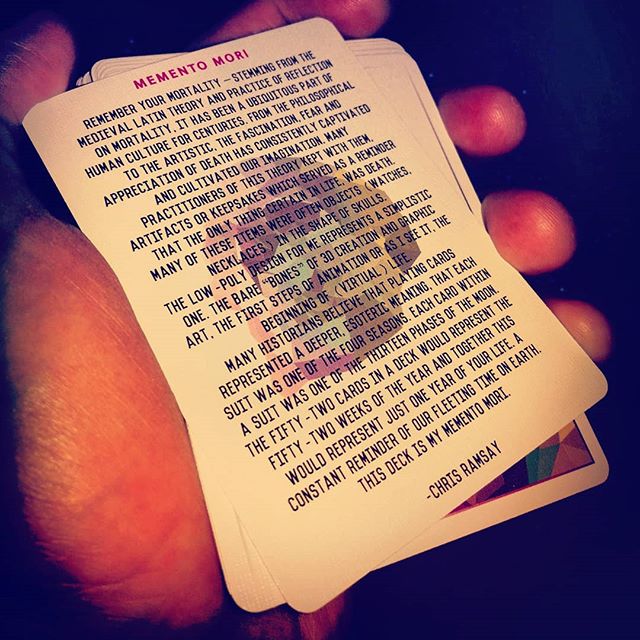 MEMENTO MORI
REMEMBER YOUR MORTALITY - STEMMING FROM THE
MEDIEVAL LATIN THEORY AND PRACTICE OF REFLECTION
ON MORTALITY, IT HAS BEEN A UBIQUITOUS PART OF
HUMAN CULTURE FOR CENTURIES. FROM THE PHILOSOPHICAL
TO THE ARTISTIC, THE FASCINATION, FEAR AND
APPRECIATION OF DEATH HAS CONSISTENTLY CAPTIVATED
AND CULTIVATED OUR IMAGINATION. MANY
PRACTITIONERS OF THIS THEORY KEPT WITH THEM,
ARTIFACTS OR KEEPSAKES WHICH SERVED AS A REMINDER
THAT THE ONLY THING CERTAIN IN LIFE, WAS DEATH.
MANY OF THESE ITEMS WERE OFTEN OBJECTS (WATCHES,
NECKLACES,) IN THE SHAPE OF SKULLS.
THE LOW-POLY DESIGN FOR ME REPRESENTS A SIMPLISTIC
ONE, THE BARE "BONES" OF 3D CREATION AND GRAPHIC
ART, THE FIRST STEPS OF ANIMATION OR AS I SEE IT, THE
BEGINNING OF (VIRTUAL) LIFE.
MANY HISTORIANS BELIEVE THAT PLAYING CARDS
REPRESENTED A DEEPER, ESOTERIC MEANING, THAT EACH
SUIT WAS ONE OF THE FOUR SEASONS, EACH CARD WITHIN
A SUIT WAS ONE OF THE THIRTEEN PHASES OF THE MOON.
THE FIFTY-TWO CARDS IN A DECK WOULD REPRESENT THE
FIFTY-TWO WEEKS OF THE YEAR AND TOGETHER THIS
WOULD REPRESENT JUST ONE YEAR OF YOUR LIFE. A
CONSTANT REMINDER OF OUR FLEETING TIME ON EARTH.
THIS DECK IS MY MEMENTO MORI.
-CHRIS RAMSAY